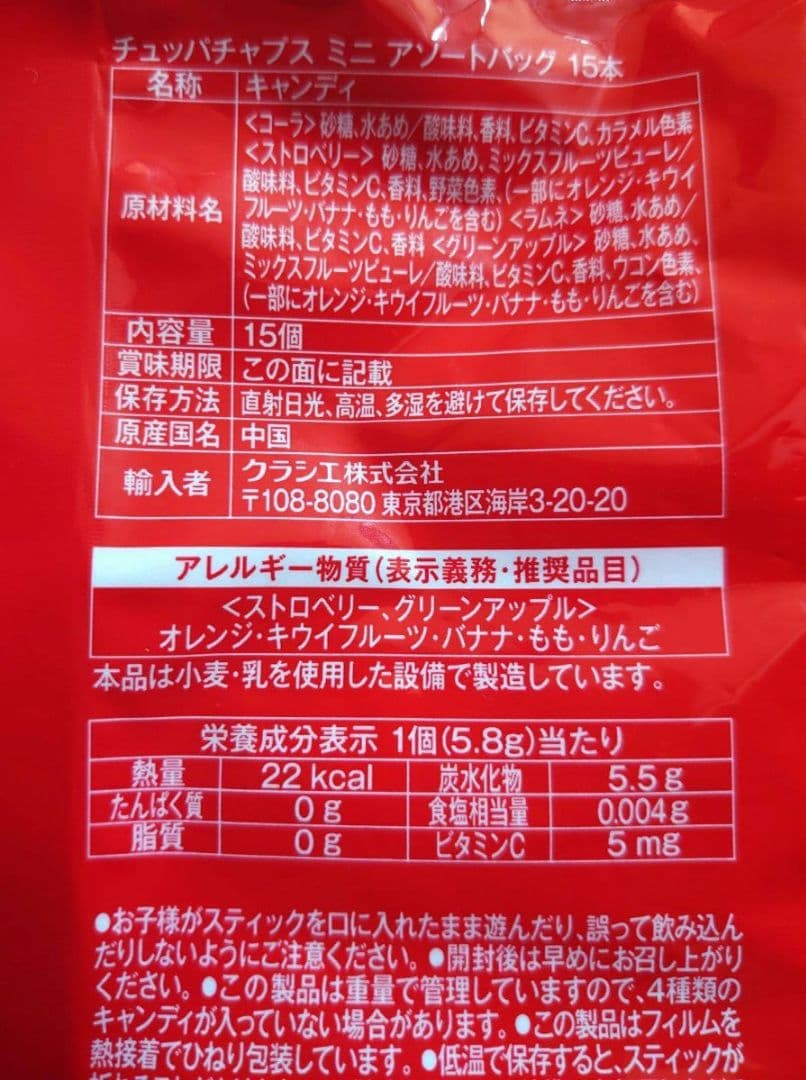 チュッパチャプス ミニ アソートバッグ 15本
名称 キャンディ
原材料名
<コーラ> 砂糖、水あめ/酸味料、香料、ビタミンC、カラメル色素
<ストロベリー> 砂糖、水あめ、ミックスフルーツピューレ/
酸味料、ビタミンC、香料、野菜色素、(一部にオレンジ・キウイ
フルーツ・バナナ・もも・りんごを含む) <ラムネ> 砂糖、水あめ/
酸味料、ビタミンC、香料 <グリーンアップル> 砂糖、水あめ、
ミックスフルーツピューレ/酸味料、ビタミンC、香料、ウコン色素、
(一部にオレンジ・キウイフルーツ・バナナ・もも・りんごを含む)
内容量 15個
賞味期限 この面に記載
保存方法 直射日光、高温、多湿を避けて保存してください。
原産国名 中国
輸入者 クラシエ株式会社
〒108-8080 東京都港区海岸3-20-20
アレルギー物質(表示義務・推奨品目)
<ストロベリー、グリーンアップル>
オレンジ・キウイフルーツ・バナナ・もも・りんご
本品は小麦・乳を使用した設備で製造しています。
栄養成分表示 1個(5.8g)当たり
熱量 22 kcal 炭水化物 5.5 g
たんぱく質 0 g 食塩相当量 0.004g
脂質 0 g ビタミンC 5 mg
●お子様がスティックを口に入れたまま遊んだり、誤って飲み込ん
だりしないようにご注意ください。●開封後は早めにお召し上がり
ください。●この製品は重量で管理していますので、4種類の
キャンディが入っていない場合があります。●この製品はフィルムを
熱接着でひねり包装しています。●低温で保存すると、スティックが